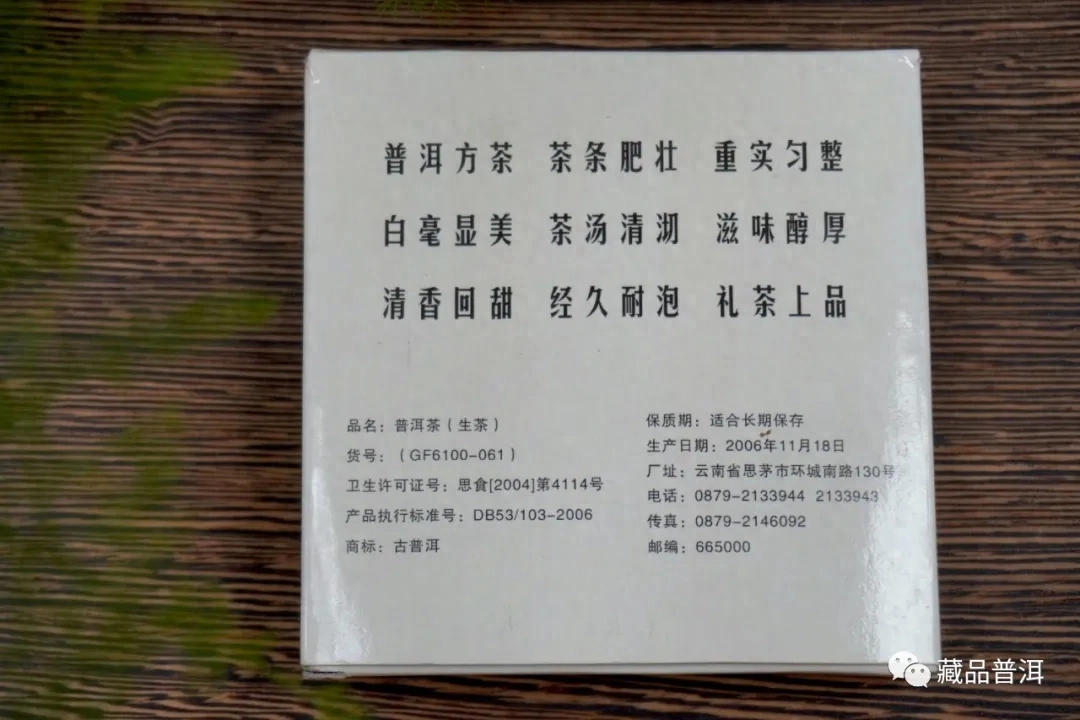 普洱方茶 茶条肥壮 重实匀整
白毫显美 茶汤清沏 滋味醇厚
清香回甜 经久耐泡 礼茶上品
品名：普洱茶（生茶）
货号：（GF6100-061）
卫生许可证号：思食[2004]第4114号
产品执行标准号：DB53/103-2006
商标：古普洱
保质期：适合长期保存
生产日期：2006年11月18日
厂址：云南省思茅市环城南路130号
电话：0879-2133944 2133943
传真：0879-2146092
邮编：665000
藏品普洱